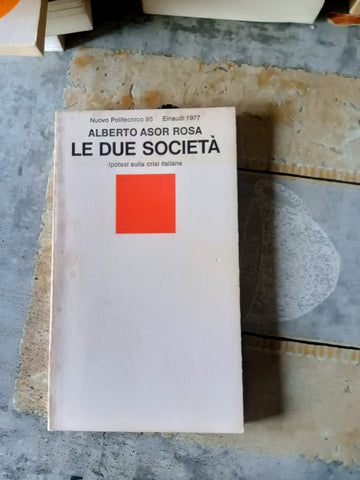 Nuovo Politecnico 95 Einaudi 1977
ALBERTO ASOR ROSA
LE DUE SOCIETÀ
Ipotesi sulla crisi italiana